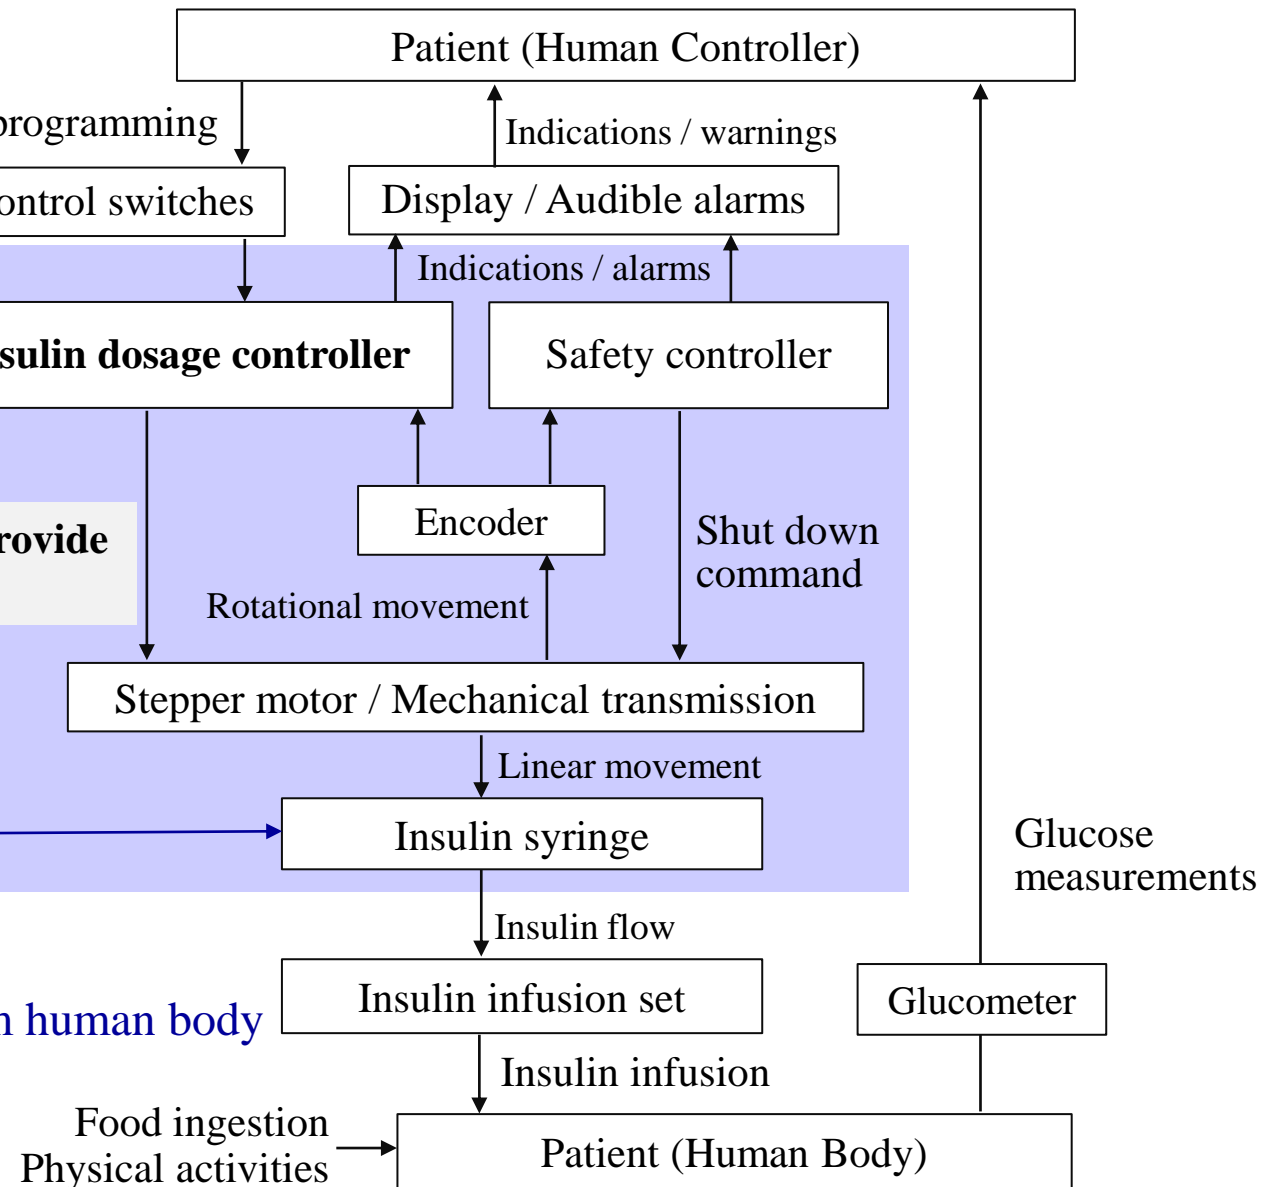 Patient (Human Controller)
programming
Indications / warnings
ontrol switches
Display / Audible alarms
Indications / alarms
sulin dosage controller
Safety controller
Encoder
Shut down
command
rovide
Rotational movement
Stepper motor / Mechanical transmission
Linear movement
Insulin syringe
Glucose
measurements
Insulin flow
Insulin infusion set
Glucometer
n human body
Insulin infusion
Food ingestion
Physical activities
Patient (Human Body)